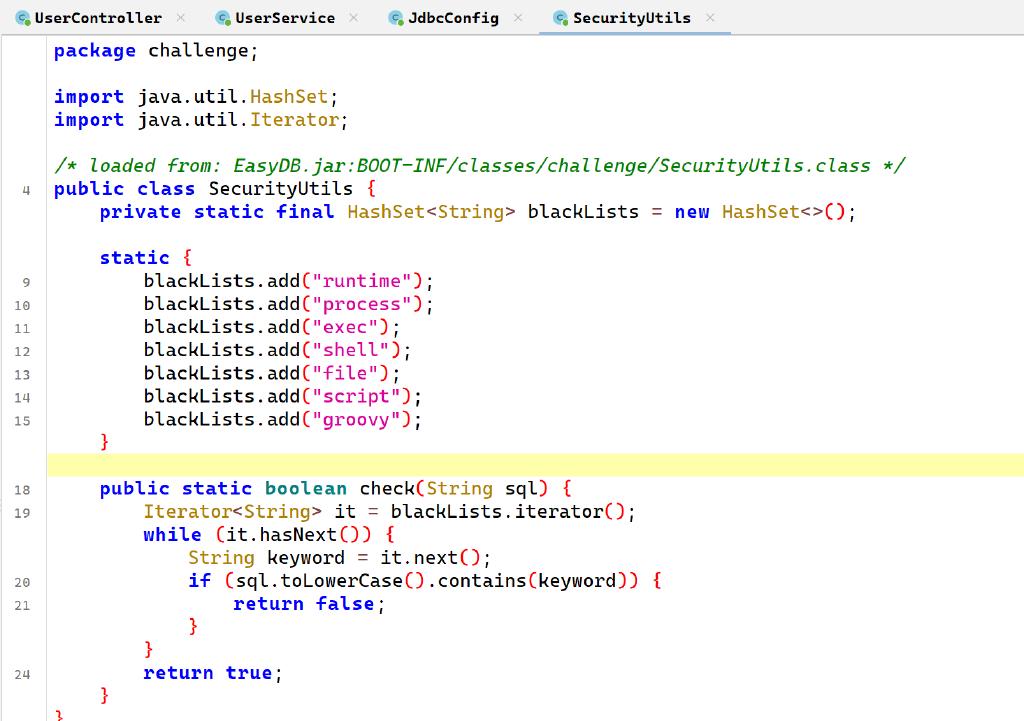 UserController × UserService × JdbcConfig × SecurityUtils ×
package challenge;
import java.util.HashSet;
import java.util.Iterator;
/* loaded from: EasyDB.jar:BOOT-INF/classes/challenge/SecurityUtils.class */
4 public class SecurityUtils {
private static final HashSet<String> blackLists = new HashSet<>();
static {
9 blackLists.add("runtime");
10 blackLists.add("process");
11 blackLists.add("exec");
12 blackLists.add("shell");
13 blackLists.add("file");
14 blackLists.add("script");
15 blackLists.add("groovy");
}
18 public static boolean check(String sql) {
19 Iterator<String> it = blackLists.iterator();
while (it.hasNext()) {
String keyword = it.next();
20 if (sql.toLowerCase().contains(keyword)) {
21 return false;
}
}
24 return true;
}
}